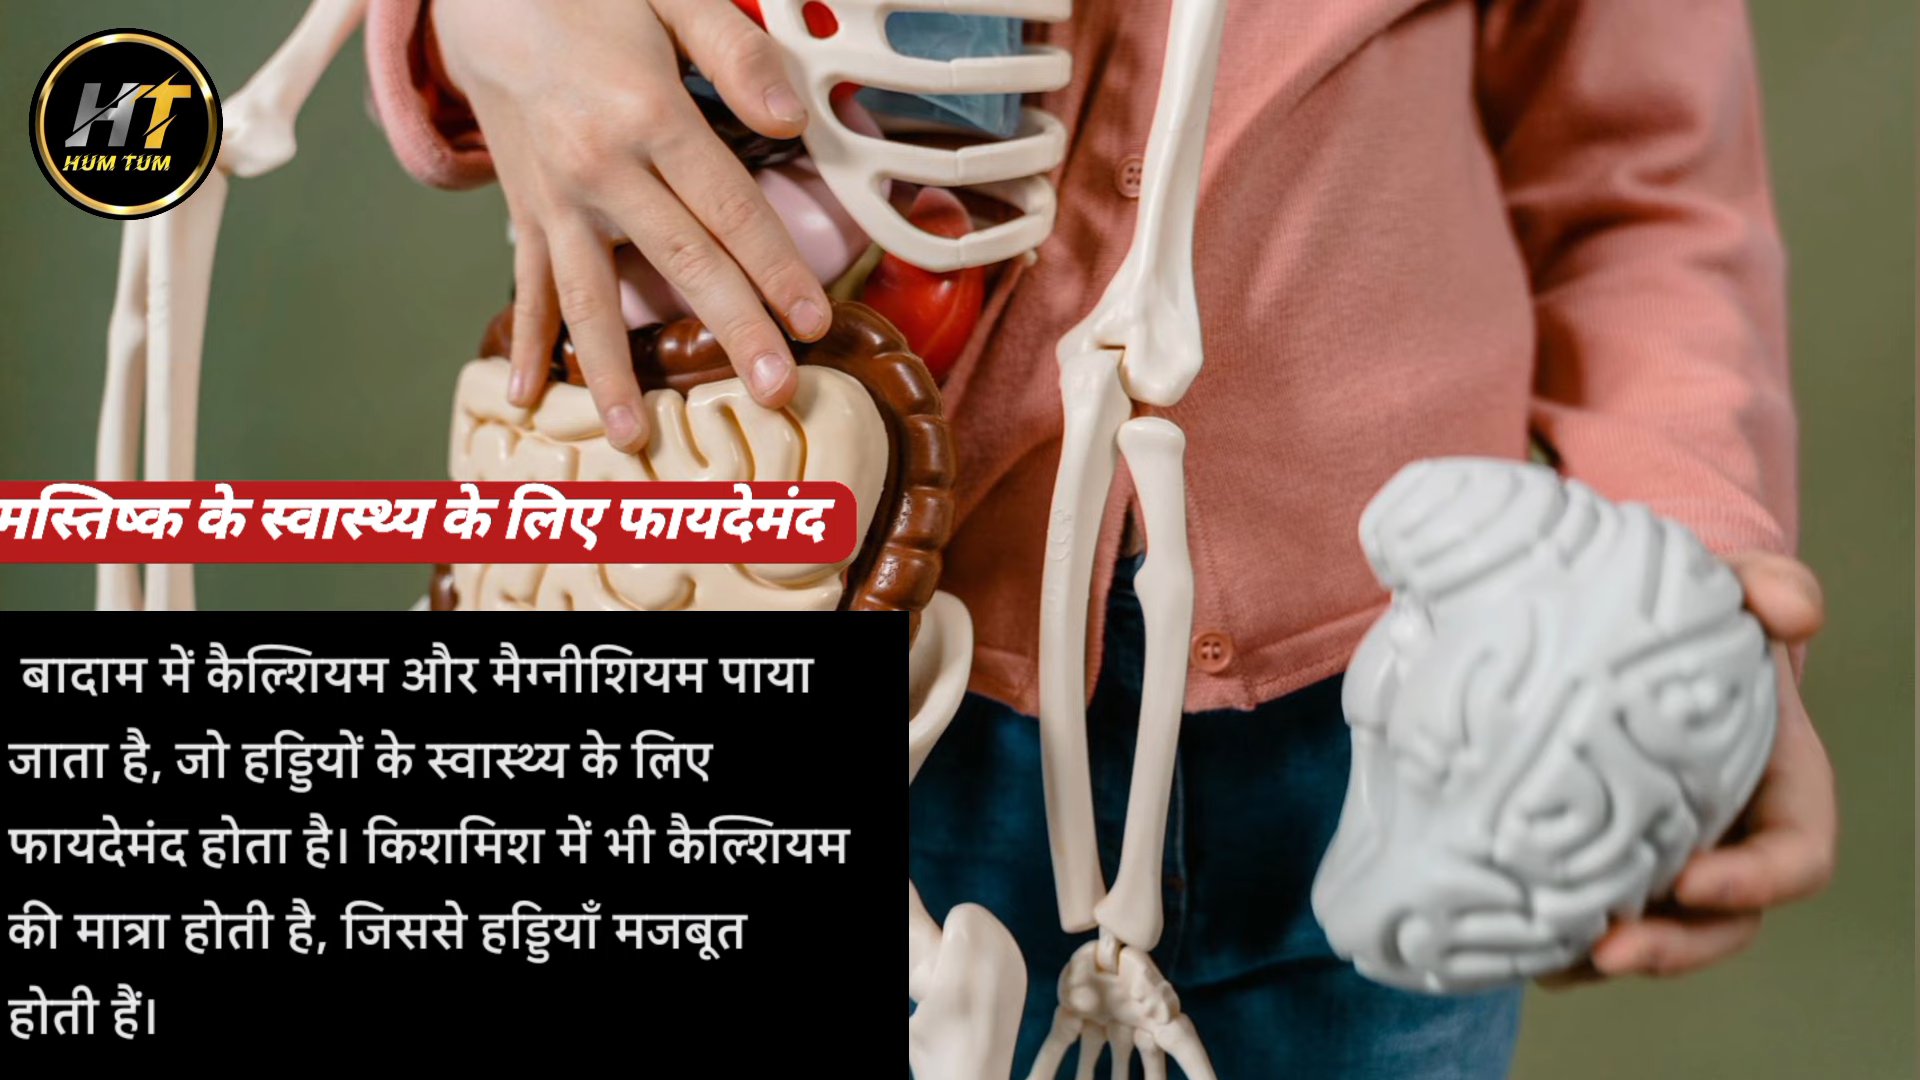 HT
HUM TUM
मस्तिष्क के स्वास्थ्य के लिए फायदेमंद
बादाम में कैल्शियम और मैग्नीशियम पाया
जाता है, जो हड्डियों के स्वास्थ्य के लिए
फायदेमंद होता है। किशमिश में भी कैल्शियम
की मात्रा होती है, जिससे हड्डियाँ मजबूत
होती हैं।